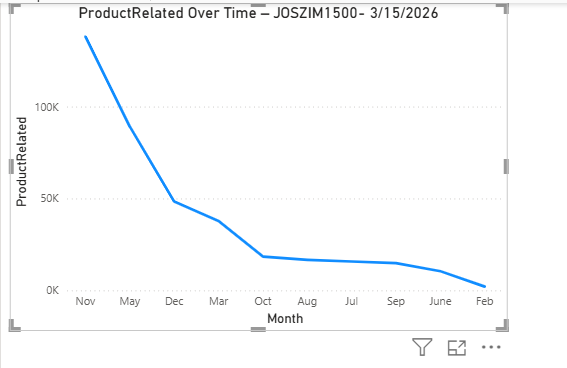 ProductRelated Over Time – JOSZIM1500- 3/15/2026
100K
50K
0K
ProductRelated
Nov May Dec Mar Oct Aug Jul Sep June Feb
Month